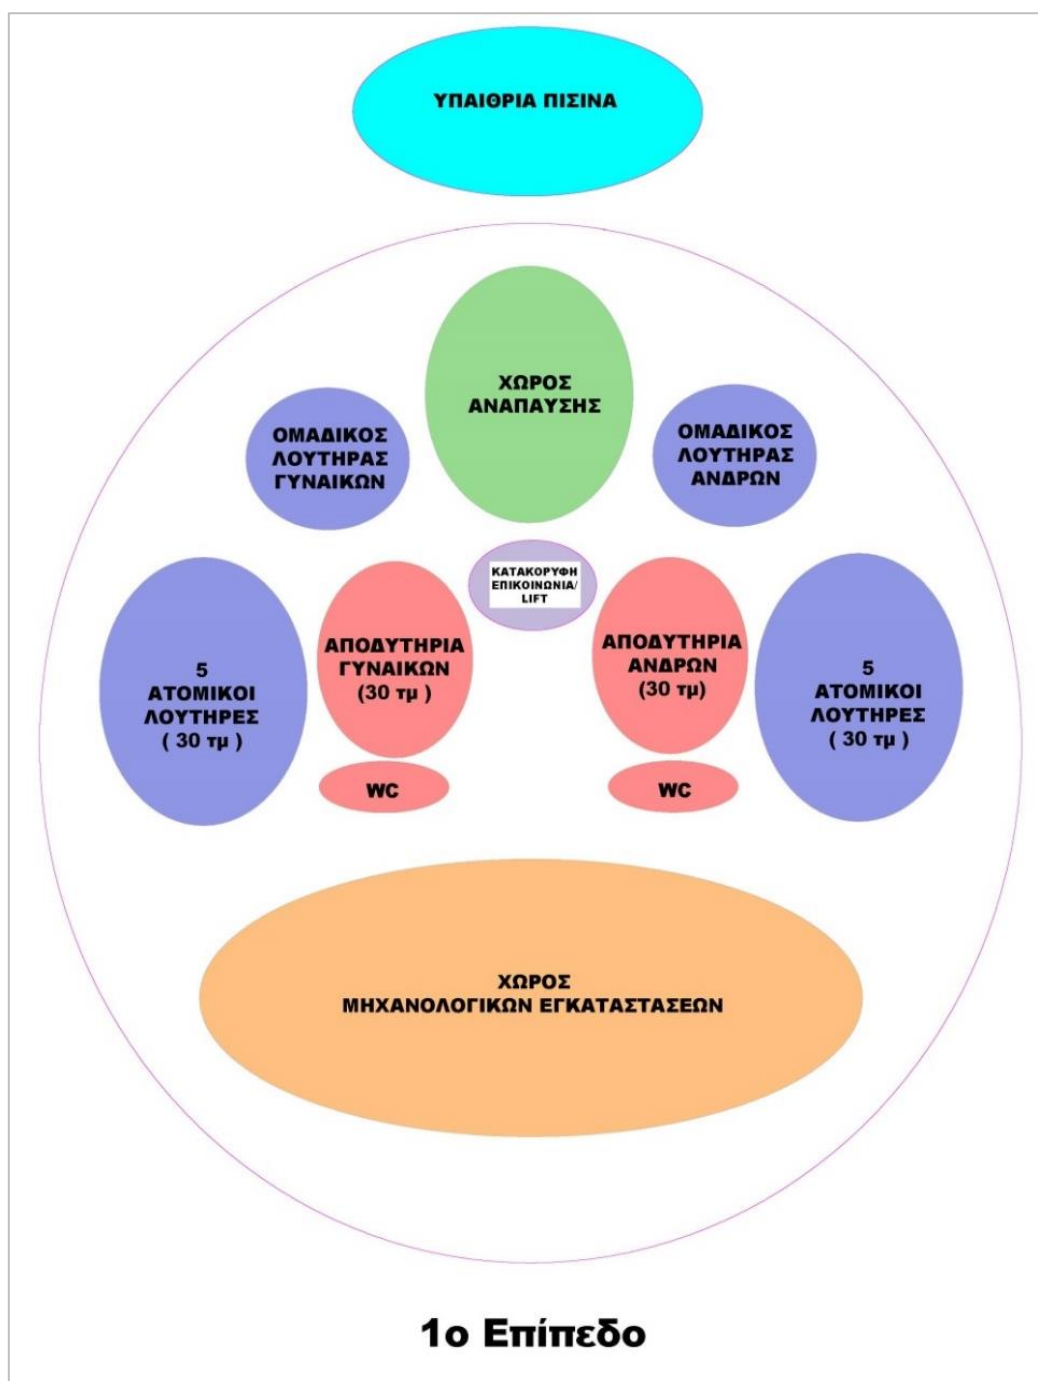 ΥΠΑΙΘΡΙΑ ΠΙΣΙΝΑ
ΧΩΡΟΣ
ΑΝΑΠΑΥΣΗΣ
ΟΜΑΔΙΚΟΣ
ΛΟΥΤΗΡΑΣ
ΓΥΝΑΙΚΩΝ
ΟΜΑΔΙΚΟΣ
ΛΟΥΤΗΡΑΣ
ΑΝΔΡΩΝ
ΚΑΤΑΚΟΡΥΦΗ
ΕΠΙΚΟΙΝΩΝΙΑ/
LIFT
5
ΑΤΟΜΙΚΟΙ
ΛΟΥΤΗΡΕΣ
( 30 τμ )
ΑΠΟΔΥΤΗΡΙΑ
ΓΥΝΑΙΚΩΝ
(30 τμ )
ΑΠΟΔΥΤΗΡΙΑ
ΑΝΔΡΩΝ
(30 τμ)
5
ΑΤΟΜΙΚΟΙ
ΛΟΥΤΗΡΕΣ
( 30 τμ )
WC
WC
ΧΩΡΟΣ
ΜΗΧΑΝΟΛΟΓΙΚΩΝ ΕΓΚΑΤΑΣΤΑΣΕΩΝ
1ο Επίπεδο